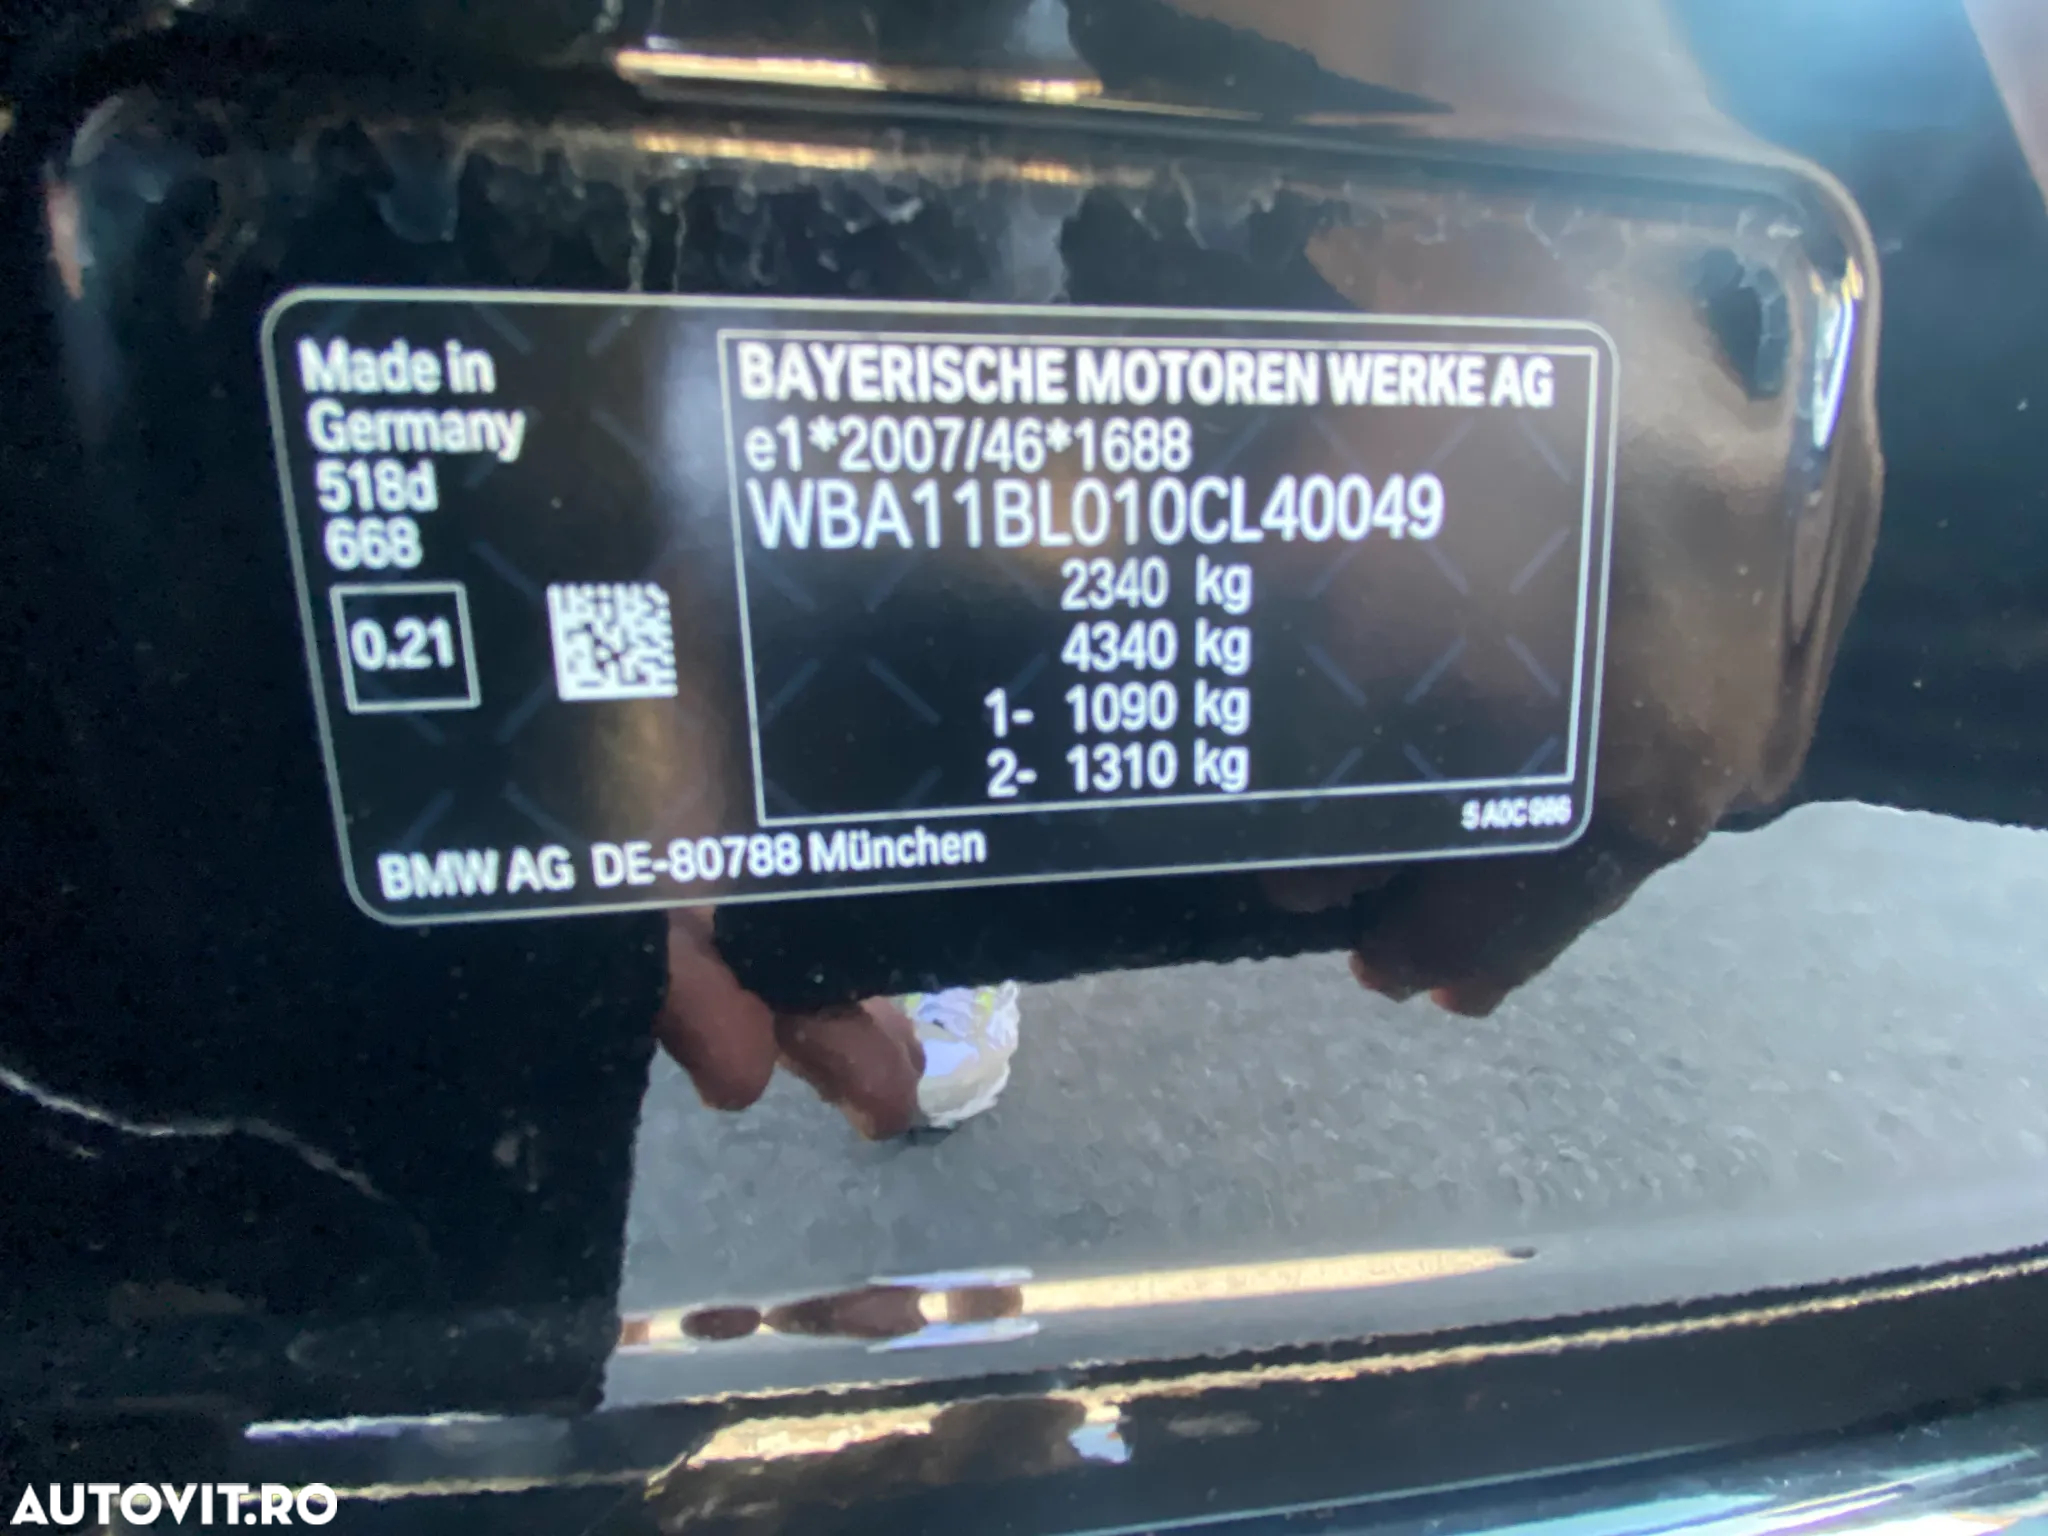 Made in
Germany
518d
668
0.21
BAYERISCHE MOTOREN WERKE AG
e1*2007/46*1688
WBA11BL010CL40049
2340 kg
4340 kg
1- 1090 kg
2- 1310 kg
5 A0C 986
BMW AG DE-80788 München
AUTOVIT.RO